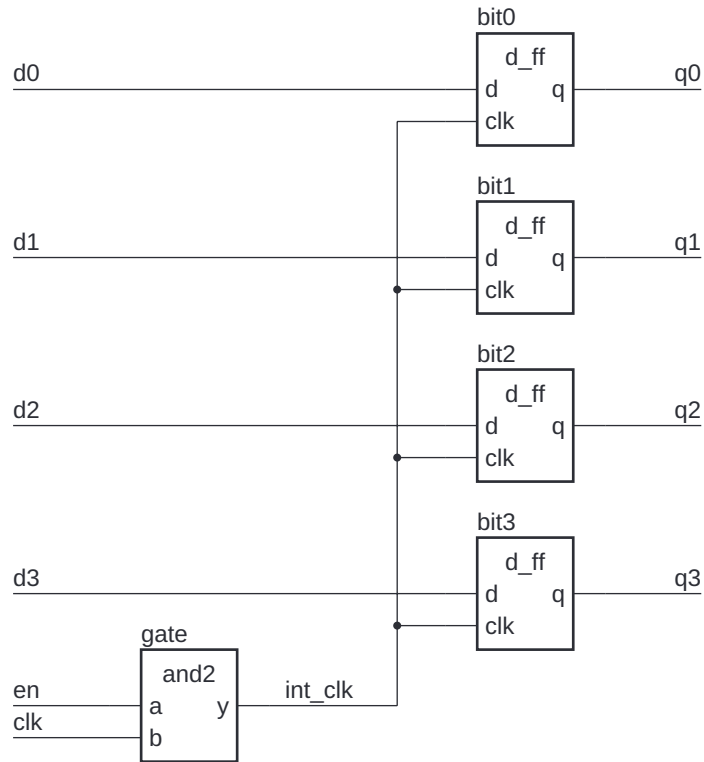 bit0
d_ff
d0
d q
q0
clk
bit1
d_ff
d1
d q
q1
clk
bit2
d_ff
d2
d q
q2
clk
bit3
d_ff
d3
d q
q3
clk
gate
and2
en
a y
int_clk
clk
b